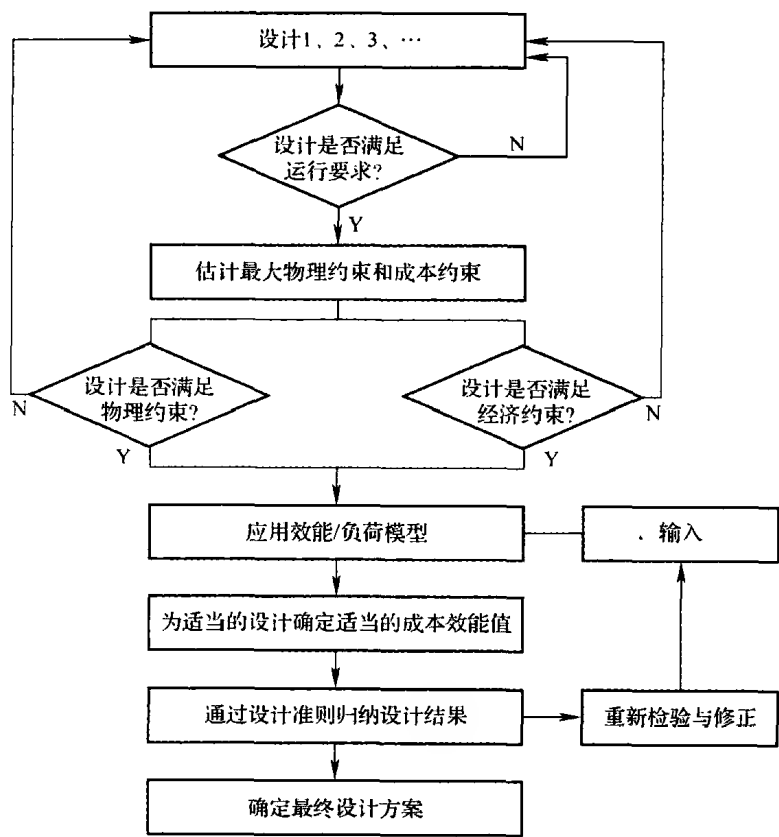 设计1、2、3、…
设计是否满足
运行要求?
N
Y
估计最大物理约束和成本约束
设计是否满足
物理约束?
N
Y
设计是否满足
经济约束?
N
Y
应用效能/负荷模型
输入
为适当的设计确定适当的成本效能值
通过设计准则归纳设计结果
重新检验与修正
确定最终设计方案